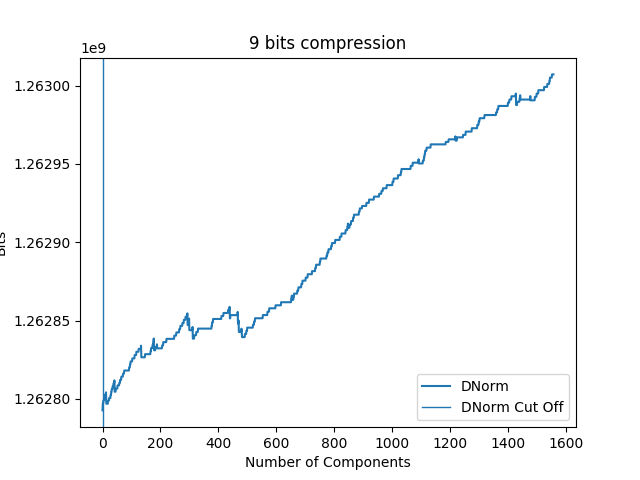 9 bits compression
1e9
1.26300
1.26295
1.26290
1.26285
1.26280
Bits
0 200 400 600 800 1000 1200 1400 1600
Number of Components
DNorm
DNorm Cut Off